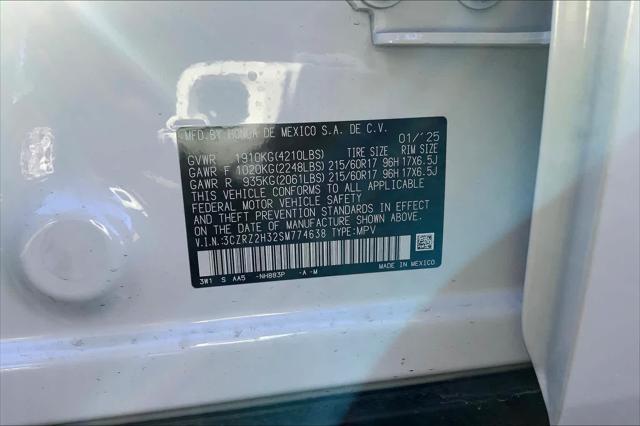 MFD.BY HONDA DE MEXICO S.A. DE C.V. 01/'25
GVWR 1910KG(4210LBS) TIRE SIZE RIM SIZE
GAWR F 1020KG(2248LBS) 215/60R17 96H 17X6.5J
GAWR R 935KG(2061LBS) 215/60R17 96H 17X6.5J
THIS VEHICLE CONFORMS TO ALL APPLICABLE
FEDERAL MOTOR VEHICLE SAFETY
AND THEFT PREVENTION STANDARDS IN EFFECT
ON THE DATE OF MANUFACTURE SHOWN ABOVE.
V.I.N.:3CZRZ2H32SM774638 TYPE:MPV
3W1 S AA5 -NH883P -A -M MADE IN MEXICO